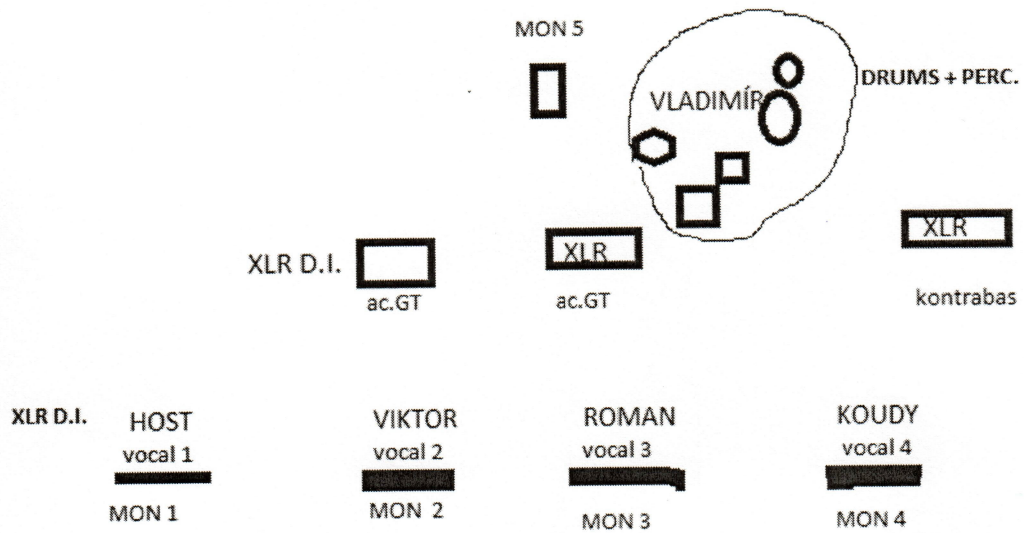 MON 5
DRUMS + PERC.
VLADIMÍR
XLR
XLR D.I.
XLR
ac.GT
ac.GT
kontrabas
XLR D.I.
HOST
VIKTOR
ROMAN
KOUDY
vocal 1
vocal 2
vocal 3
vocal 4
MON 1
MON 2
MON 3
MON 4